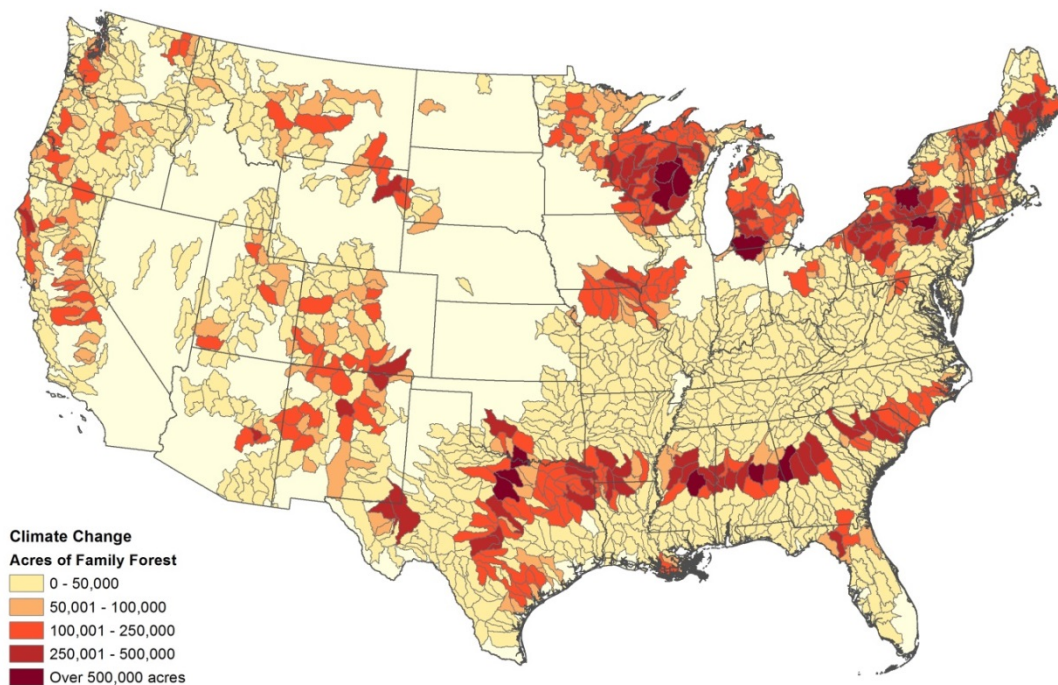 Climate Change
Acres of Family Forest
0 - 50,000
50,001 - 100,000
100,001 - 250,000
250,001 - 500,000
Over 500,000 acres